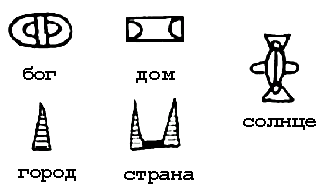 бог
дом
солнце
город
страна